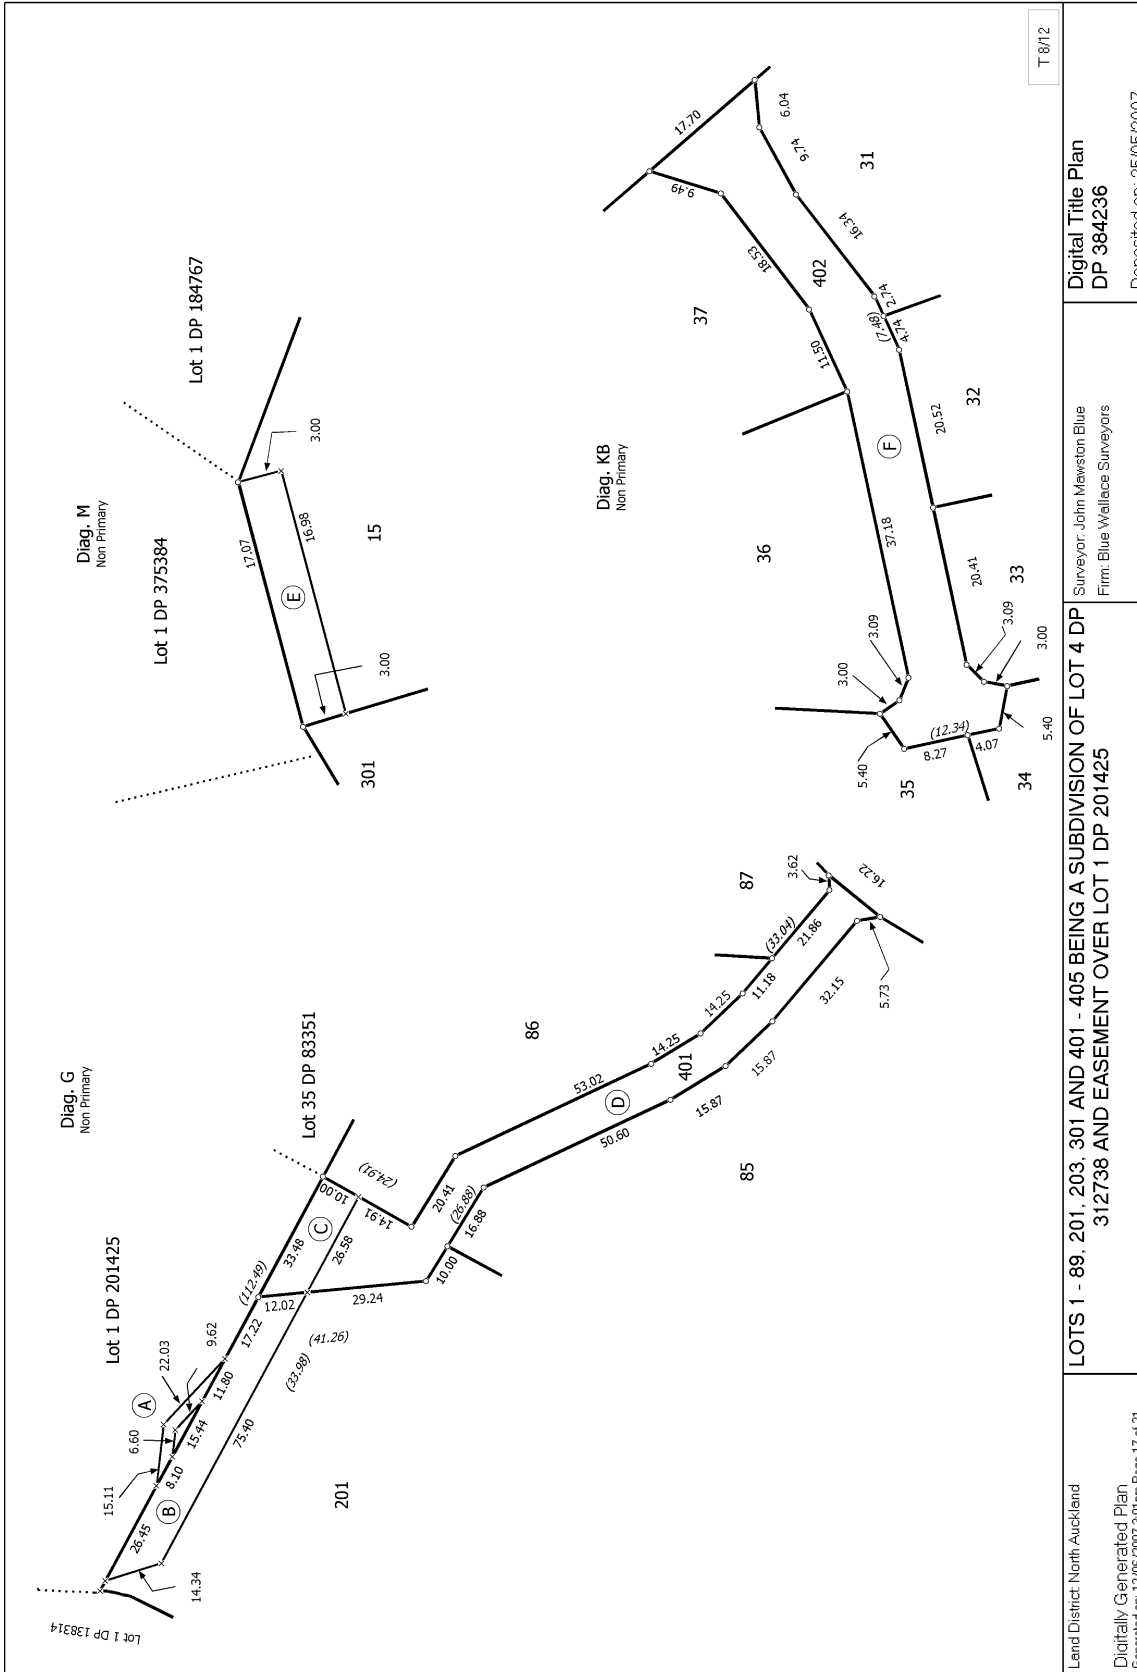 Diag. G
Non Primary
Lot 1 DP 138314
Lot 1 DP 201425
Lot 35 DP 83351
A
B
C
D
15.11
6.60
22.03
9.62
26.45
8.10
15.44
11.80
17.22
(112.49)
33.48
10.00
(24.91)
14.91
14.34
75.40
(33.98)
(41.26)
12.02
26.58
29.24
201
20.41
10.00
(26.88)
16.88
53.02
50.60
86
85
401
14.25
14.25
15.87
15.87
11.18
(33.04)
21.86
32.15
87
3.62
16.22
5.73
Diag. M
Non Primary
Lot 1 DP 375384
Lot 1 DP 184767
17.07
16.98
3.00
3.00
E
15
301
Diag. KB
Non Primary
36
37
402
F
31
32
33
34
35
17.70
9.49
6.04
9.74
18.53
16.34
11.50
2.74
(7.48)
4.74
20.52
37.18
20.41
3.09
3.00
3.09
3.00
5.40
(12.34)
8.27
4.07
5.40
T 8/12
Land District: North Auckland
Digitally Generated Plan
LOTS 1 - 89, 201, 203, 301 AND 401 - 405 BEING A SUBDIVISION OF LOT 4 DP
312738 AND EASEMENT OVER LOT 1 DP 201425
Surveyor: John Mawston Blue
Firm: Blue Wallace Surveyors
Digital Title Plan
DP 384236
Deposited on: 25/05/2007